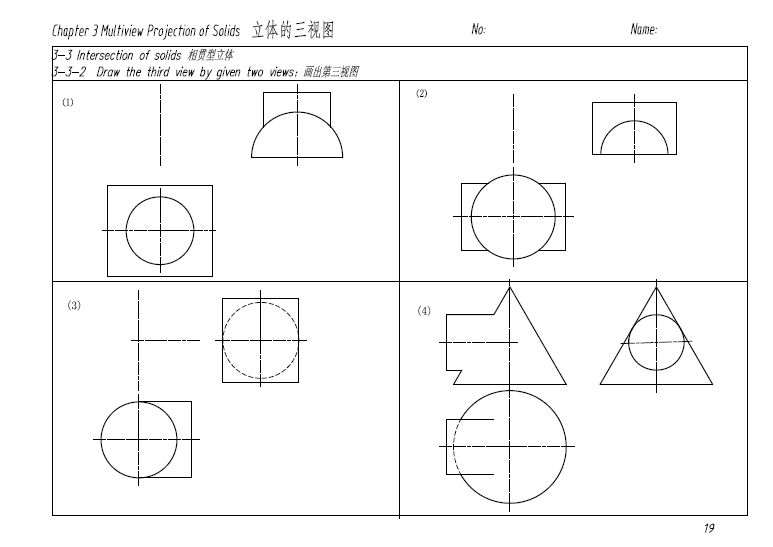 Chapter 3 Multiview Projection of Solids 立体的三视图 No: Name:
3-3 Intersection of solids 相贯型立体
3-3-2 Draw the third view by given two views: 画出第三视图
(1)
(2)
(3)
(4)
19